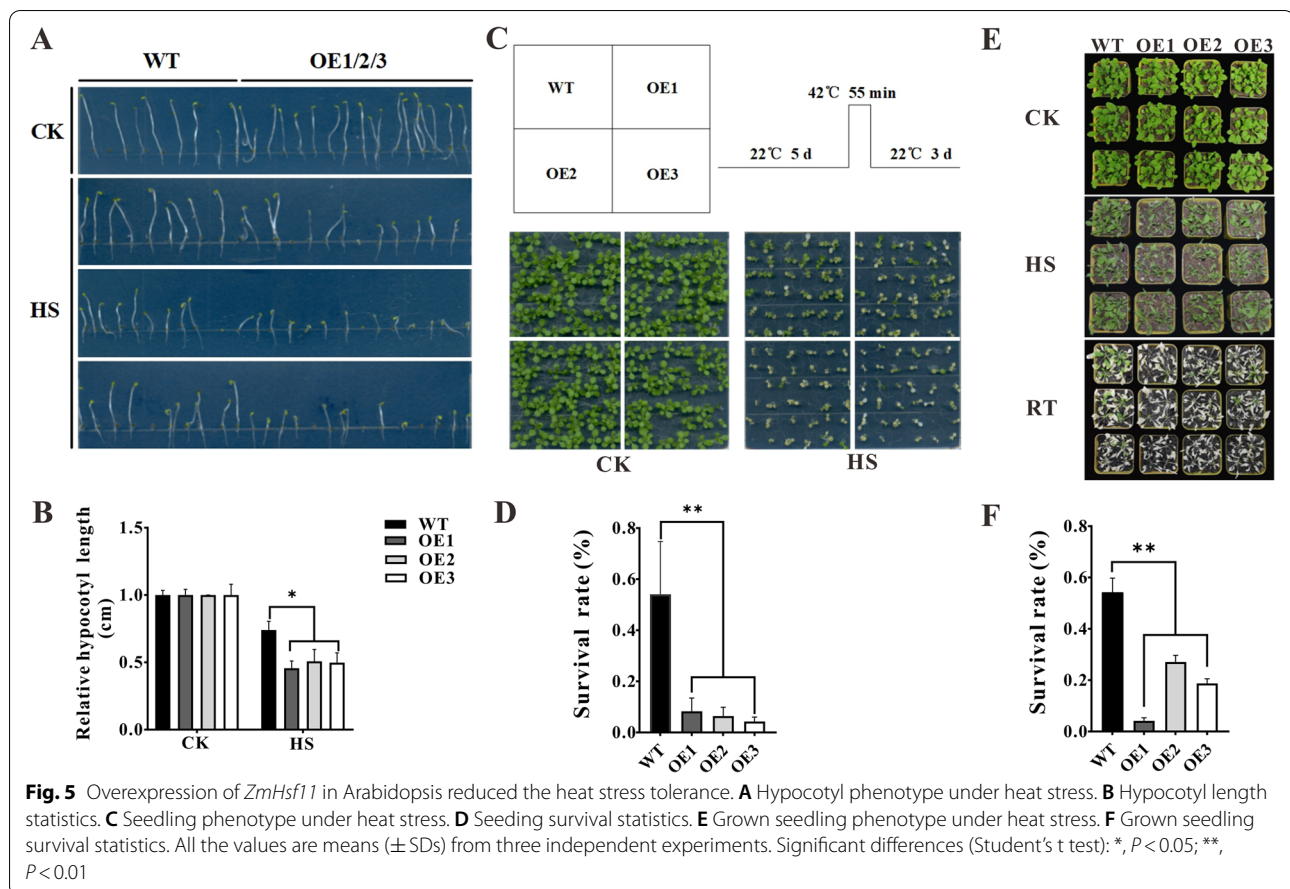 A
WT OE1/2/3
CK
HS
B
Relative hypocotyl length
(cm)
1.5
1.0
0.5
0.0
*
CK HS
WT
OE1
OE2
OE3
C
WT OE1
OE2 OE3
42℃ 55 min
22℃ 5 d 22℃ 3 d
CK HS
D
Survival rate (%)
0.8
0.6
0.4
0.2
0.0
**
WT OE1 OE2 OE3
E
WT OE1 OE2 OE3
CK
HS
RT
F
Survival rate (%)
0.8
0.6
0.4
0.2
0.0
**
WT OE1 OE2 OE3
Fig. 5 Overexpression of ZmHsf11 in Arabidopsis reduced the heat stress tolerance. A Hypocotyl phenotype under heat stress. B Hypocotyl length
statistics. C Seedling phenotype under heat stress. D Seeding survival statistics. E Grown seedling phenotype under heat stress. F Grown seedling
survival statistics. All the values are means (± SDs) from three independent experiments. Significant differences (Student's t test): *, P < 0.05; **,
P < 0.01